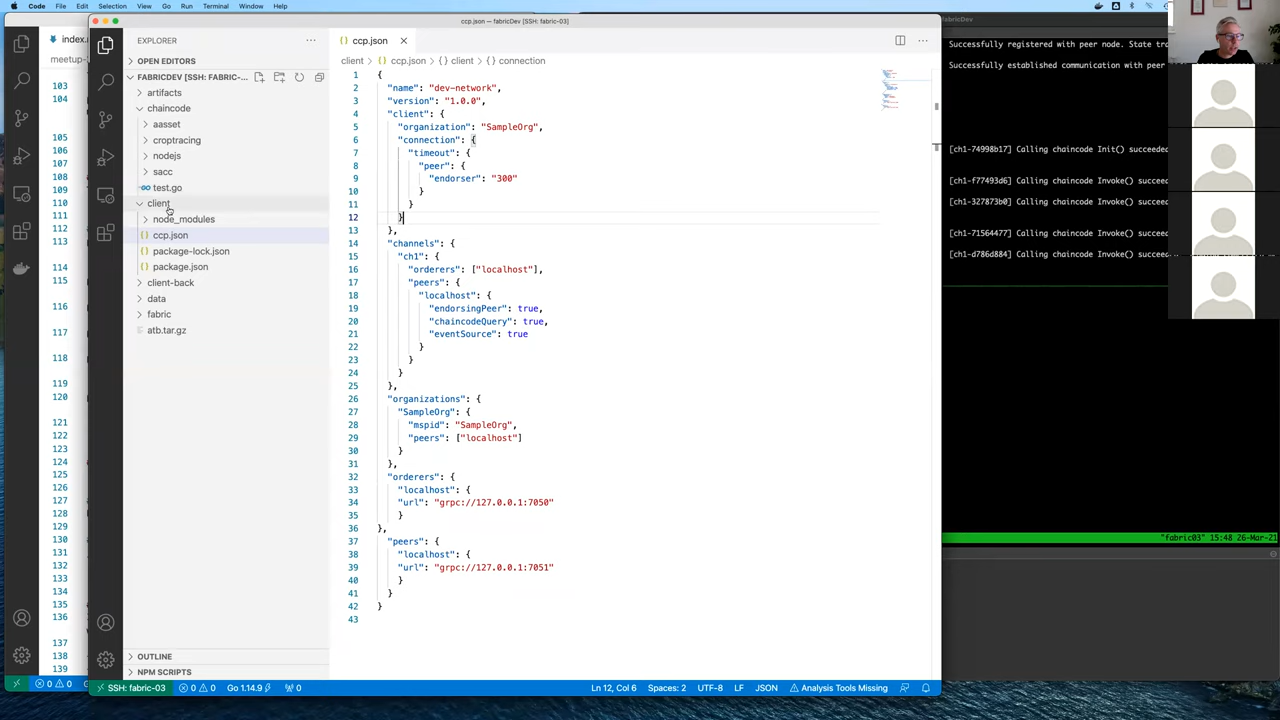 Code File Edit Selection View Go Run Terminal Window Help
ccp.json — fabricDev [SSH: fabric-03]
index.
meetup-l
103
104
105
106
107
108
109
110
111
112
113
114
115
116
117
118
119
120
121
122
123
124
125
126
127
128
129
130
131
132
133
134
135
136
137
138
139
0 0
EXPLORER
OPEN EDITORS
FABRICDEV [SSH: FABRIC-...
artifacts
chaincode
aasset
croptracing
nodejs
sacc
test.go
client
node_modules
ccp.json
package-lock.json
package.json
client-back
data
fabric
atb.tar.gz
OUTLINE
NPM SCRIPTS
ccp.json
client > ccp.json > {} client > {} connection
1 {
2 "name": "dev-network",
3 "version": "1.0.0",
4 "client": {
5 "organization": "SampleOrg",
6 "connection": {
7 "timeout": {
8 "peer": {
9 "endorser": "300"
10 }
11 }
12 }
13 },
14 "channels": {
15 "ch1": {
16 "orderers": ["localhost"],
17 "peers": {
18 "localhost": {
19 "endorsingPeer": true,
20 "chaincodeQuery": true,
21 "eventSource": true
22 }
23 }
24 }
25 },
26 "organizations": {
27 "SampleOrg": {
28 "mspid": "SampleOrg",
29 "peers": ["localhost"]
30 }
31 },
32 "orderers": {
33 "localhost": {
34 "url": "grpc://127.0.0.1:7050"
35 }
36 },
37 "peers": {
38 "localhost": {
39 "url": "grpc://127.0.0.1:7051"
40 }
41 }
42 }
43
SSH: fabric-03 0 0 Go 1.14.9 0 Ln 12, Col 6 Spaces: 2 UTF-8 LF JSON Analysis Tools Missing
fabricDev
Successfully registered with peer node. State tra
Successfully established communication with peer
[ch1-74998b17] Calling chaincode Init() succeeded
[ch1-f77493d6] Calling chaincode Invoke() succeed
[ch1-327873b0] Calling chaincode Invoke() succeed
[ch1-71564477] Calling chaincode Invoke() succeed
[ch1-d786d884] Calling chaincode Invoke() succeed
"fabric03" 15:48 26-Mar-21